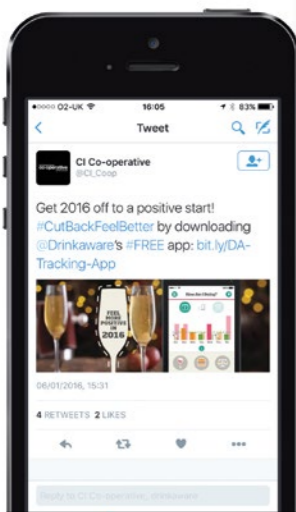 O2-UK 16:05 83%
Tweet
co-operative
CI Co-operative
@CI_Coop
Get 2016 off to a positive start!
#CutBackFeelBetter by downloading
@Drinkaware's #FREE app: bit.ly/DA-
Tracking-App
FEEL
MORE
POSITIVE
IN
2016
06/01/2016, 15:31
4 RETWEETS 2 LIKES
Reply to CI Co-operative, drinkaware